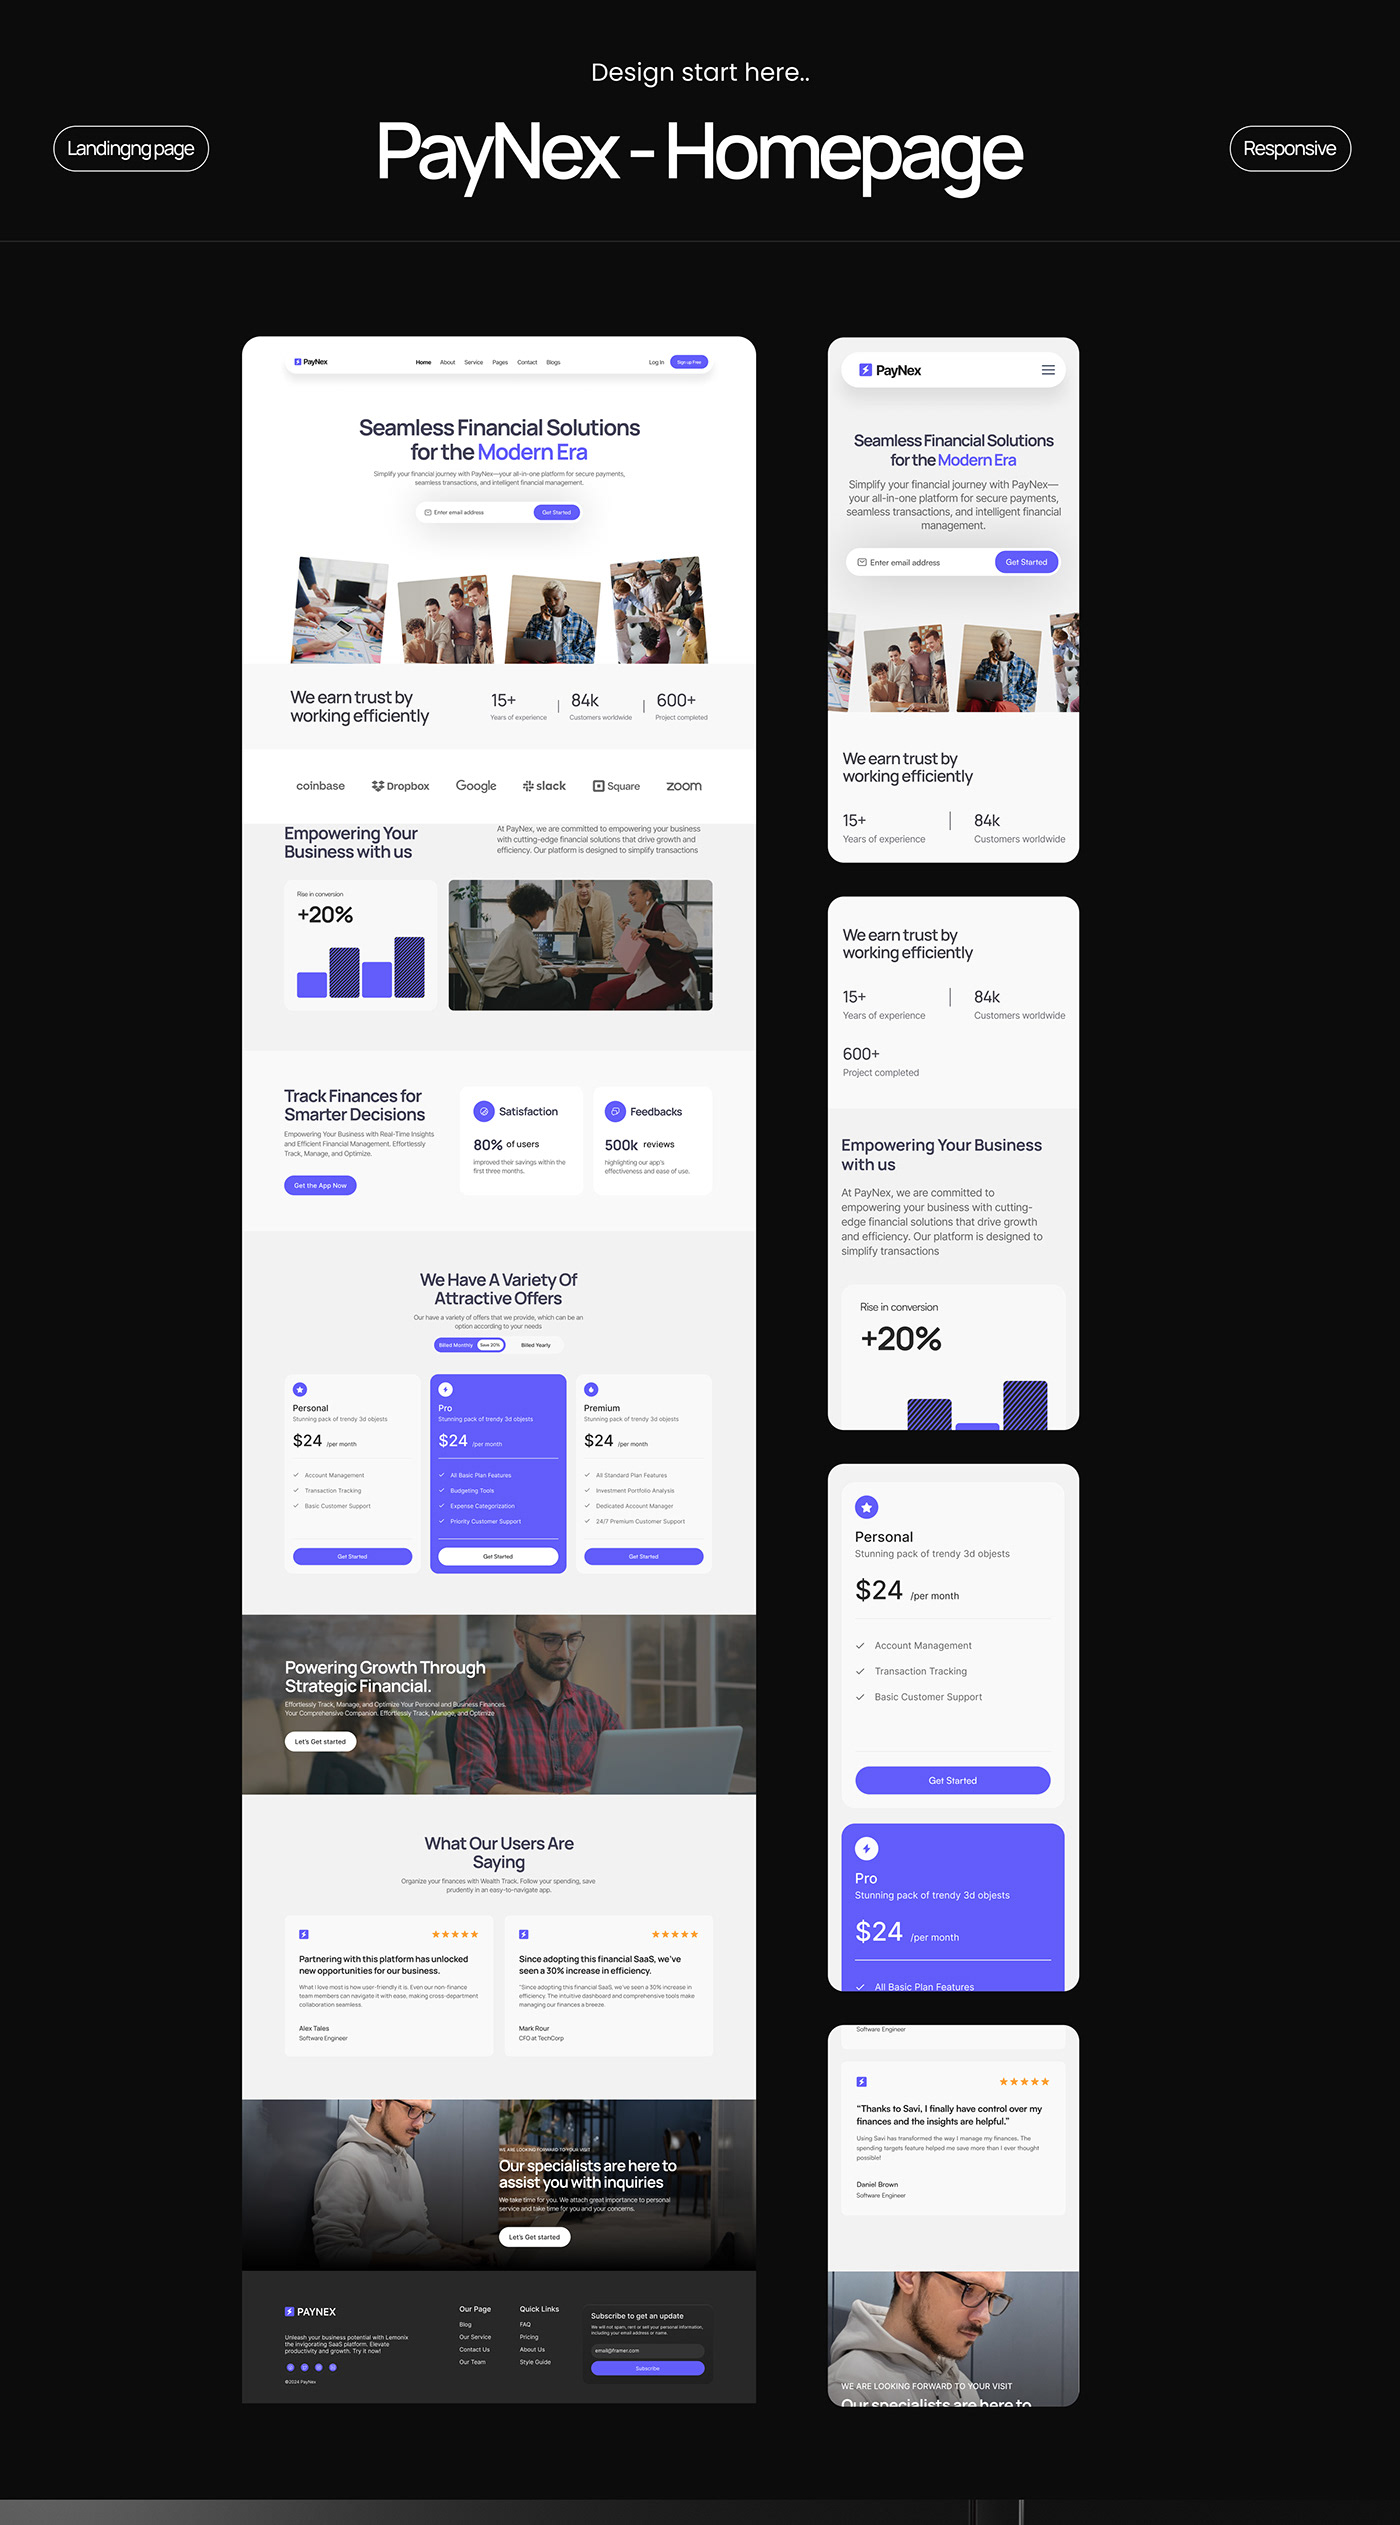 Design start here..
Landingng page
PayNex - Homepage
Responsive
PayNex
Home About Service Pages Contact Blogs
Log In
Sign up Free
Seamless Financial Solutions
for the Modern Era
Simplify your financial journey with PayNex—your all-in-one platform for secure payments,
seamless transactions, and intelligent financial management.
Enter email address
Get Started
We earn trust by
working efficiently
15+
Years of experience
84k
Customers worldwide
600+
Project completed
coinbase
Dropbox
Google
slack
Square
zoom
Empowering Your
Business with us
At PayNex, we are committed to empowering your business
with cutting-edge financial solutions that drive growth and
efficiency. Our platform is designed to simplify transactions
Rise in conversion
+20%
Track Finances for
Smarter Decisions
Empowering Your Business with Real-Time Insights
and Efficient Financial Management. Effortlessly
Track, Manage, and Optimize.
Get the App Now
Satisfaction
80% of users
improved their savings within the
first three months.
Feedbacks
500k reviews
highlighting our app's
effectiveness and ease of use.
We Have A Variety Of
Attractive Offers
Our have a variety of offers that we provide, which can be an
option according to your needs
Billed Monthly
Save 20%
Billed Yearly
Personal
Stunning pack of trendy 3d objests
$24 /per month
Account Management
Transaction Tracking
Basic Customer Support
Get Started
Pro
Stunning pack of trendy 3d objests
$24 /per month
All Basic Plan Features
Budgeting Tools
Expense Categorization
Priority Customer Support
Get Started
Premium
Stunning pack of trendy 3d objests
$24 /per month
All Standard Plan Features
Investment Portfolio Analysis
Dedicated Account Manager
24/7 Premium Customer Support
Get Started
Powering Growth Through
Strategic Financial.
Effortlessly Track, Manage, and Optimize Your Personal and Business Finances.
Your Comprehensive Companion. Effortlessly Track, Manage, and Optimize
Let's Get started
What Our Users Are
Saying
Organize your finances with Wealth Track. Follow your spending, save
prudently in an easy-to-navigate app.
Partnering with this platform has unlocked
new opportunities for our business.
What I love most is how user-friendly it is. Even our non-finance
team members can navigate it with ease, making cross-department
collaboration seamless.
Alex Tales
Software Engineer
Since adopting this financial SaaS, we've
seen a 30% increase in efficiency.
"Since adopting this financial SaaS, we've seen a 30% increase in
efficiency. The intuitive dashboard and comprehensive tools make
managing our finances a breeze.
Mark Rour
CFO at TechCorp
WE ARE LOOKING FORWARD TO YOUR VISIT
Our specialists are here to
assist you with inquiries
We take time for you. We attach great importance to personal
service and take time for you and your concerns.
Let's Get started
PAYNEX
Unleash your business potential with Lemonix
the invigorating SaaS platform. Elevate
productivity and growth. Try it now!
©2024 PayNex
Our Page
Blog
Our Service
Contact Us
Our Team
Quick Links
FAQ
Pricing
About Us
Style Guide
Subscribe to get an update
We will not spam, rent or sell your personal information,
including your email address or name.
email@framer.com
Subscribe
PayNex
Seamless Financial Solutions
for the Modern Era
Simplify your financial journey with PayNex—
your all-in-one platform for secure payments,
seamless transactions, and intelligent financial
management.
Enter email address
Get Started
We earn trust by
working efficiently
15+
Years of experience
84k
Customers worldwide
We earn trust by
working efficiently
15+
Years of experience
84k
Customers worldwide
600+
Project completed
Empowering Your Business
with us
At PayNex, we are committed to
empowering your business with cutting-
edge financial solutions that drive growth
and efficiency. Our platform is designed to
simplify transactions
Rise in conversion
+20%
Personal
Stunning pack of trendy 3d objests
$24 /per month
Account Management
Transaction Tracking
Basic Customer Support
Get Started
Pro
Stunning pack of trendy 3d objests
$24 /per month
All Basic Plan Features
Software Engineer
"Thanks to Savi, I finally have control over my
finances and the insights are helpful."
Using Savi has transformed the way I manage my finances. The
spending targets feature helped me save more than I ever thought
possible!
Daniel Brown
Software Engineer
WE ARE LOOKING FORWARD TO YOUR VISIT
Our specialists are here to